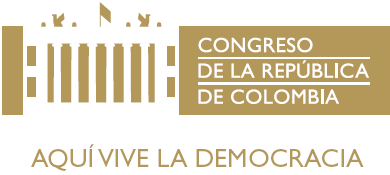 CONGRESO
DE LA REPÚBLICA
DE COLOMBIA
AQUÍ VIVE LA DEMOCRACIA